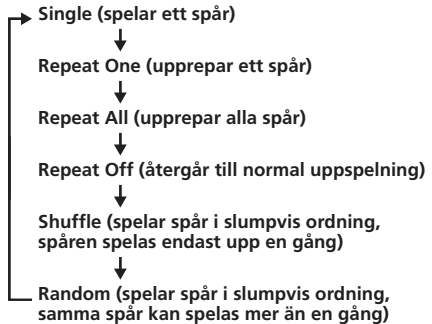 Single (spelar ett spår)
Repeat One (upprepar ett spår)
Repeat All (upprepar alla spår)
Repeat Off (återgår till normal uppspelning)
Shuffle (spelar spår i slumpvis ordning,
spåren spelas endast upp en gång)
Random (spelar spår i slumpvis ordning,
samma spår kan spelas mer än en gång)